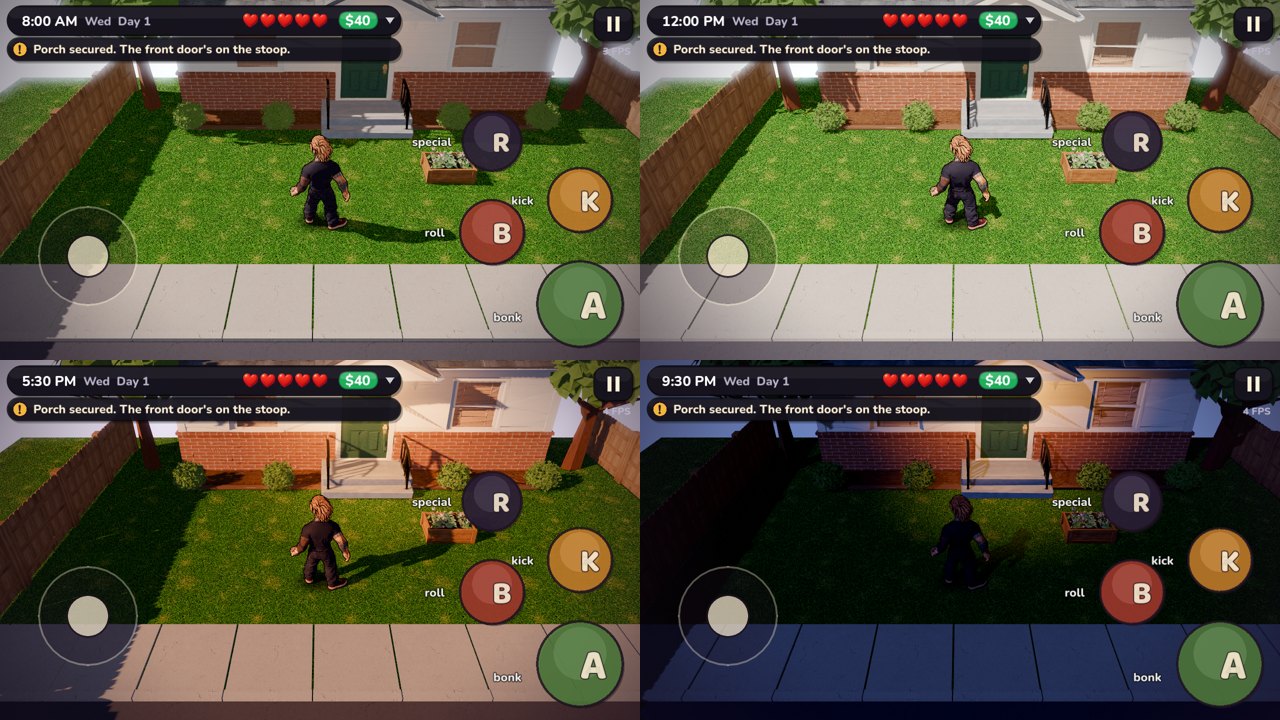 8:00 AM Wed Day 1 $40
Porch secured. The front door's on the stoop.
special R
kick K
roll B
bonk A
12:00 PM Wed Day 1 $40
Porch secured. The front door's on the stoop.
special R
kick K
roll B
bonk A
5:30 PM Wed Day 1 $40
Porch secured. The front door's on the stoop.
4 FPS
special R
kick K
roll B
bonk A
9:30 PM Wed Day 1 $40
Porch secured. The front door's on the stoop.
4 FPS
special R
kick K
roll B
bonk A